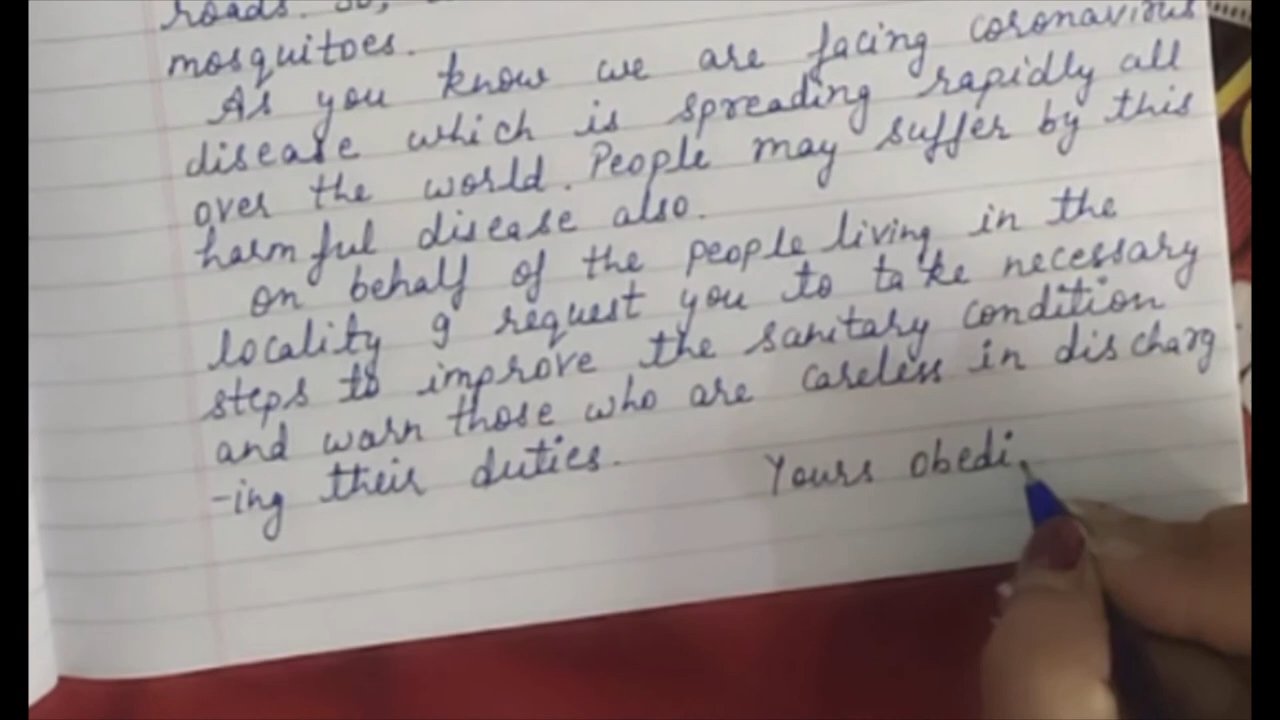 roads. So,
mosquitoes.
As you know we are facing coronavirus
disease which is spreading rapidly all
over the world. People may suffer by this
harmful disease also.
on behalf of the people living in the
locality I request you to take necessary
steps to improve the sanitary condition
and warn those who are careless in discharg
-ing their duties.
Yours obedi